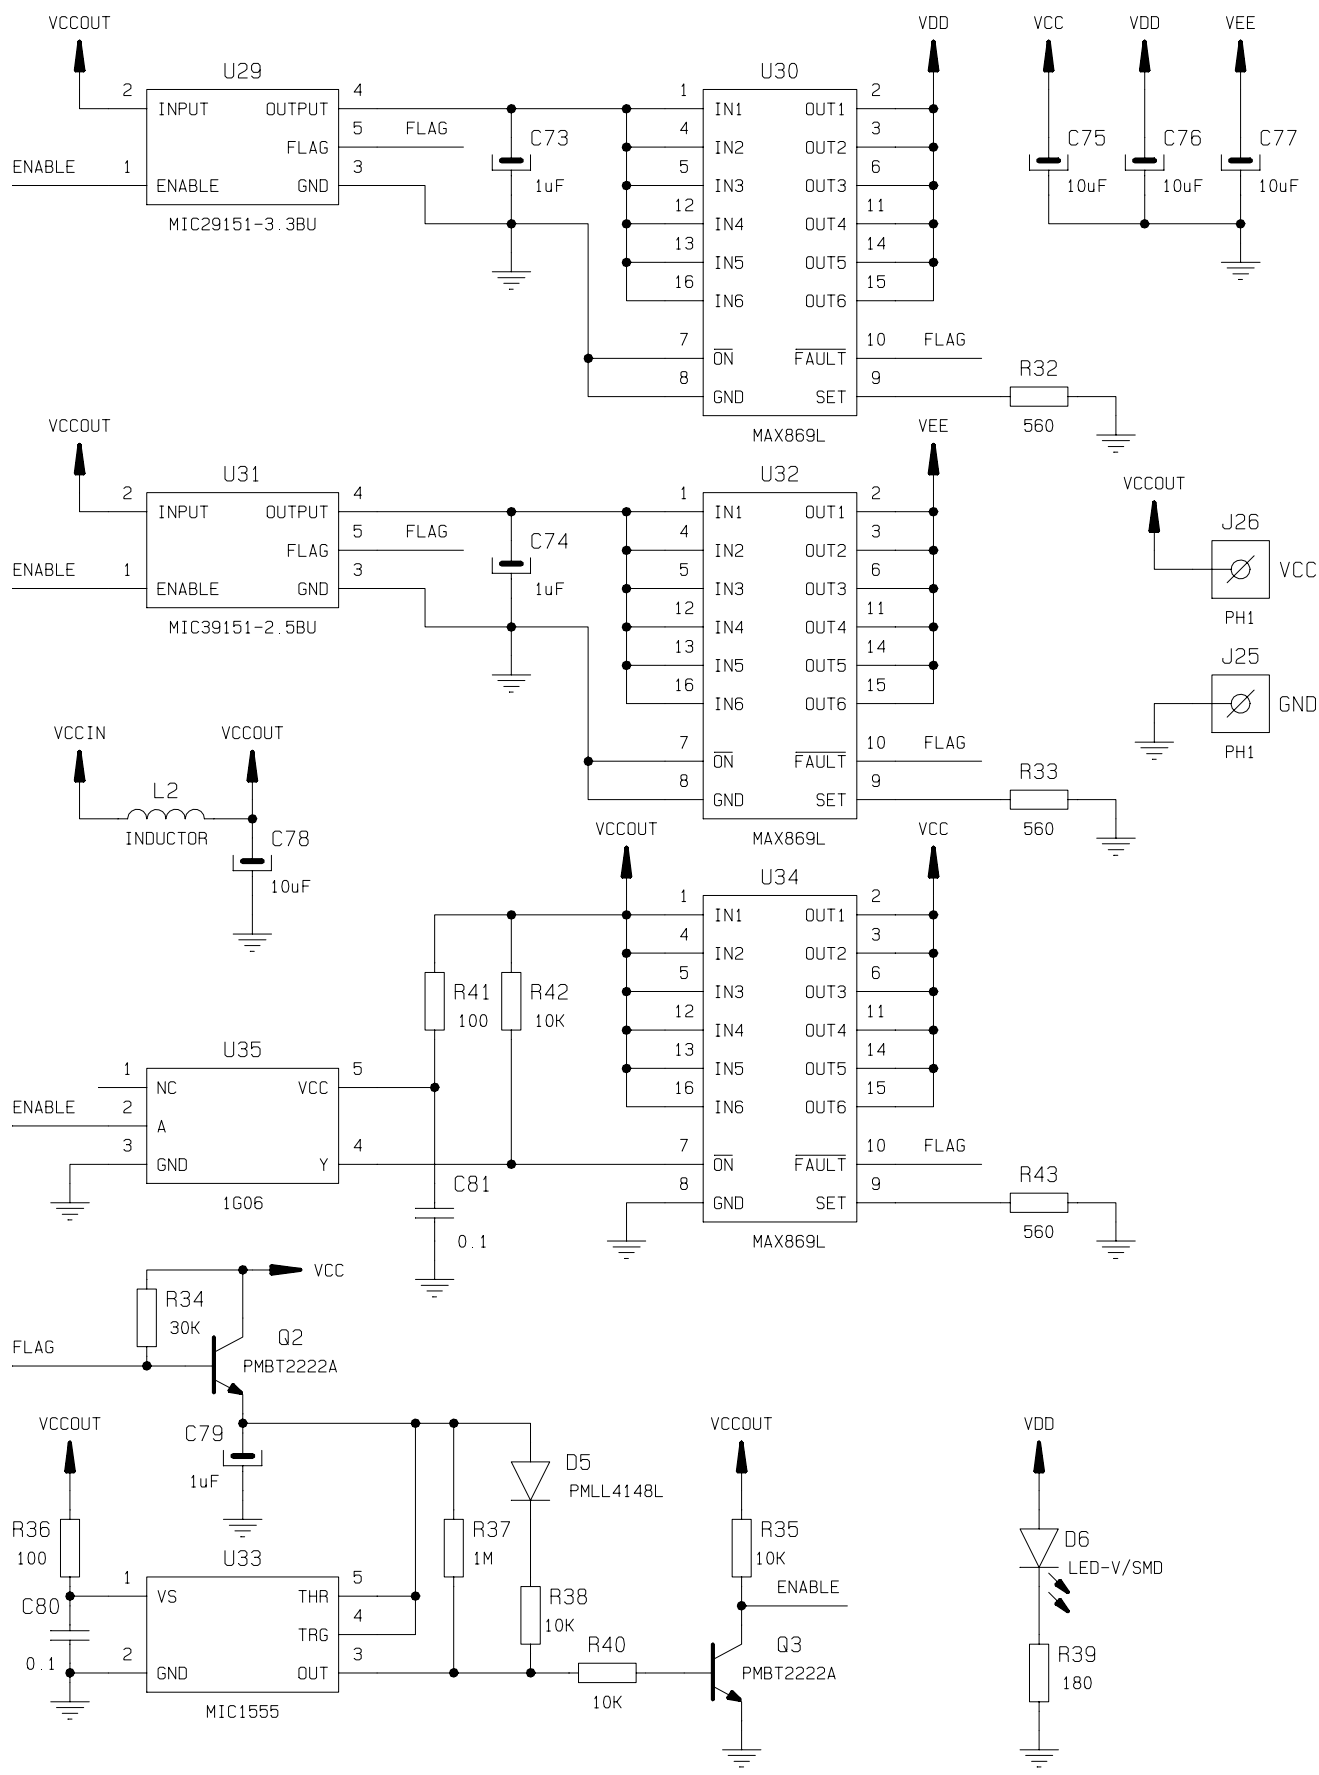 VCCOUT
U29
2 INPUT OUTPUT 4
FLAG 5 FLAG
ENABLE 1 ENABLE GND 3
MIC29151-3.3BU
C73
1uF
VDD
U30
1 IN1 OUT1 2
4 IN2 OUT2 3
5 IN3 OUT3 6
12 IN4 OUT4 11
13 IN5 OUT5 14
16 IN6 OUT6 15
7 ON FAULT 10 FLAG
8 GND SET 9
MAX869L
R32
560
VCC VDD VEE
C75 C76 C77
10uF 10uF 10uF
VCCOUT
U31
2 INPUT OUTPUT 4
FLAG 5 FLAG
ENABLE 1 ENABLE GND 3
MIC39151-2.5BU
C74
1uF
VEE
U32
1 IN1 OUT1 2
4 IN2 OUT2 3
5 IN3 OUT3 6
12 IN4 OUT4 11
13 IN5 OUT5 14
16 IN6 OUT6 15
7 ON FAULT 10 FLAG
8 GND SET 9
MAX869L
R33
560
VCCOUT
J26
VCC
PH1
J25
GND
PH1
VCCIN VCCOUT
L2
INDUCTOR
C78
10uF
VCCOUT VCC
U34
1 IN1 OUT1 2
4 IN2 OUT2 3
5 IN3 OUT3 6
12 IN4 OUT4 11
13 IN5 OUT5 14
16 IN6 OUT6 15
7 ON FAULT 10 FLAG
8 GND SET 9
MAX869L
R43
560
R41 R42
100 10K
U35
1 NC VCC 5
ENABLE 2 A
3 GND Y 4
1G06
C81
0.1
VCC
R34
30K
FLAG
Q2
PMBT2222A
C79
1uF
VCCOUT
R36
100
C80
0.1
U33
1 VS THR 5
TRG 4
2 GND OUT 3
MIC1555
R37
1M
D5
PMLL4148L
R38
10K
R40
10K
VCCOUT
R35
10K
ENABLE
Q3
PMBT2222A
VDD
D6
LED-V/SMD
R39
180